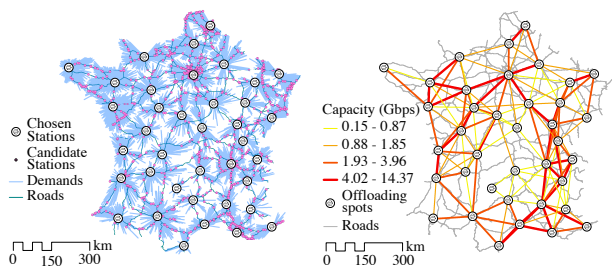 Chosen
Stations
Candidate
Stations
Demands
Roads
km
0 150 300
Capacity (Gbps)
0.15 - 0.87
0.88 - 1.85
1.93 - 3.96
4.02 - 14.37
Offloading
spots
Roads
km
0 150 300